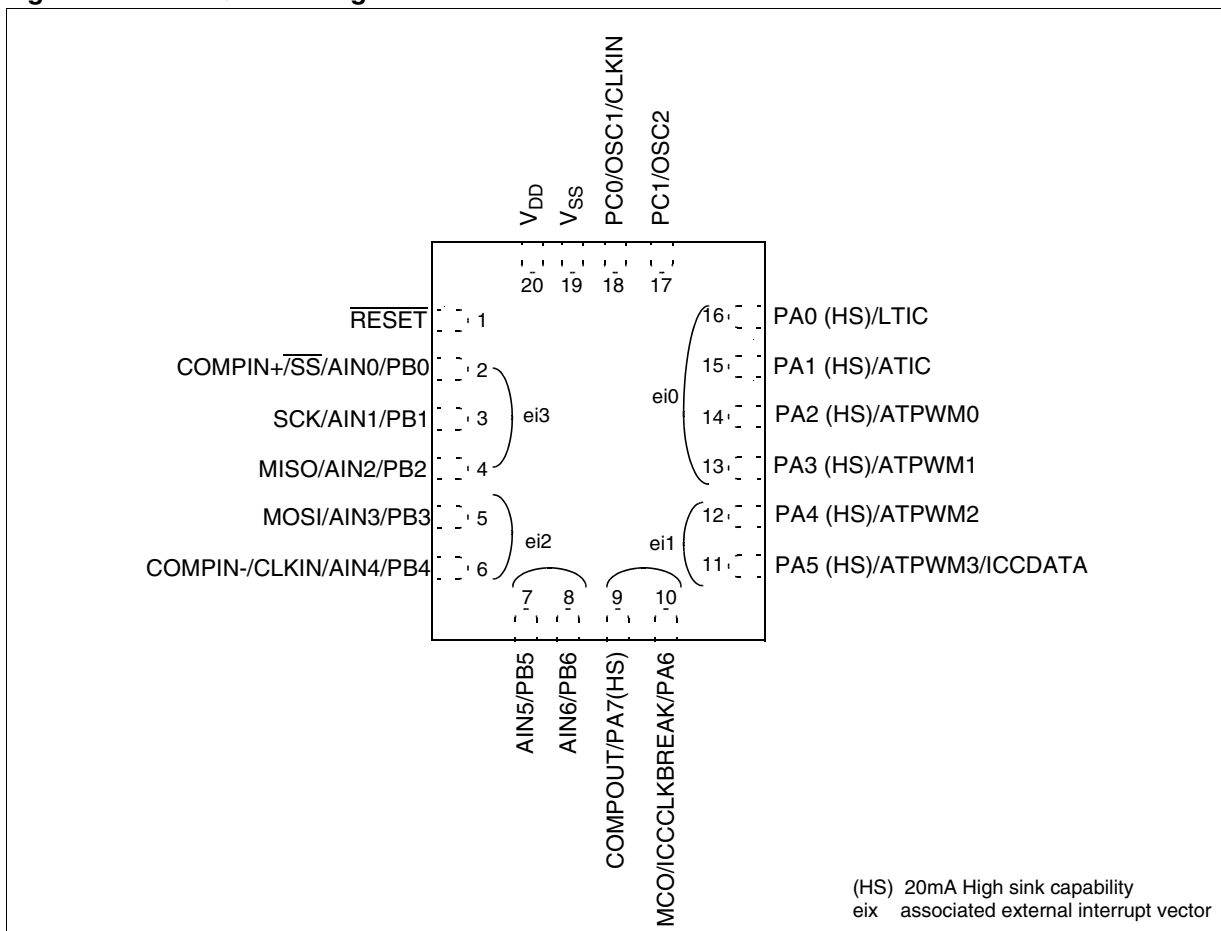 PC0/OSC1/CLKIN
PC1/OSC2
VDD
VSS
20
19
18
17
RESET
1
16
PA0 (HS)/LTIC
COMPIN+/SS/AIN0/PB0
2
15
PA1 (HS)/ATIC
ei3
ei0
SCK/AIN1/PB1
3
14
PA2 (HS)/ATPWM0
MISO/AIN2/PB2
4
13
PA3 (HS)/ATPWM1
MOSI/AIN3/PB3
5
12
PA4 (HS)/ATPWM2
ei2
ei1
COMPIN-/CLKIN/AIN4/PB4
6
11
PA5 (HS)/ATPWM3/ICCDATA
7
8
9
10
AIN5/PB5
AIN6/PB6
COMPOUT/PA7(HS)
MCO/ICCCLKBREAK/PA6
(HS) 20mA High sink capability
eix associated external interrupt vector